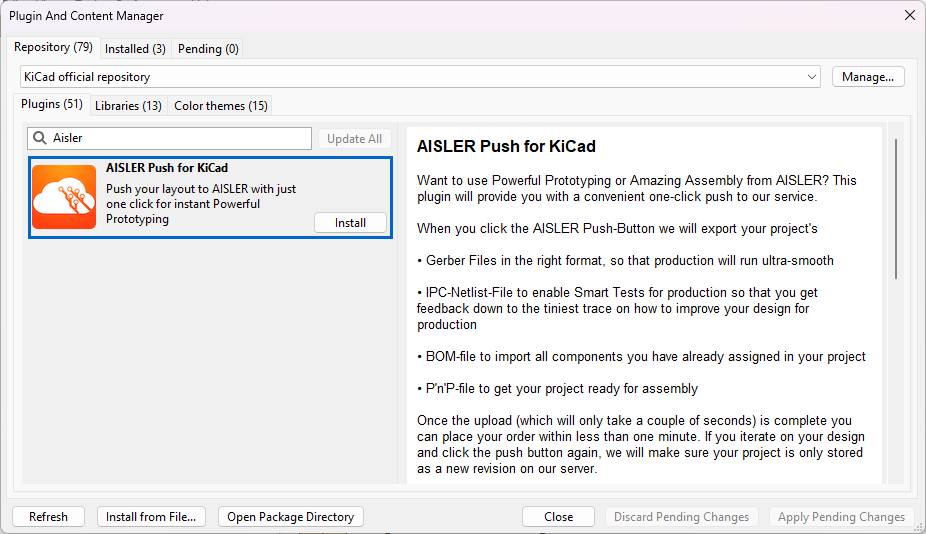 Plugin And Content Manager
Repository (79) Installed (3) Pending (0)
KiCad official repository Manage...
Plugins (51) Libraries (13) Color themes (15)
Aisler Update All
AISLER Push for KiCad
Push your layout to AISLER with just
one click for instant Powerful
Prototyping
Install
AISLER Push for KiCad
Want to use Powerful Prototyping or Amazing Assembly from AISLER? This
plugin will provide you with a convenient one-click push to our service.
When you click the AISLER Push-Button we will export your project's
• Gerber Files in the right format, so that production will run ultra-smooth
• IPC-Netlist-File to enable Smart Tests for production so that you get
feedback down to the tiniest trace on how to improve your design for
production
• BOM-file to import all components you have already assigned in your project
• P'n'P-file to get your project ready for assembly
Once the upload (which will only take a couple of seconds) is complete you
can place your order within less than one minute. If you iterate on your design
and click the push button again, we will make sure your project is only stored
as a new revision on our server.
Refresh Install from File... Open Package Directory Close Discard Pending Changes Apply Pending Changes